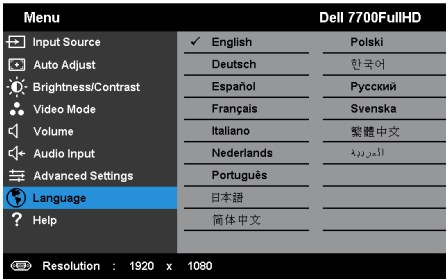 Menu Dell 7700FullHD
Input Source
Auto Adjust
Brightness/Contrast
Video Mode
Volume
Audio Input
Advanced Settings
Language
Help
✓ English
Deutsch
Español
Français
Italiano
Nederlands
Português
日本語
简体中文
Polski
한국어
Русский
Svenska
繁體中文
Resolution : 1920 x 1080